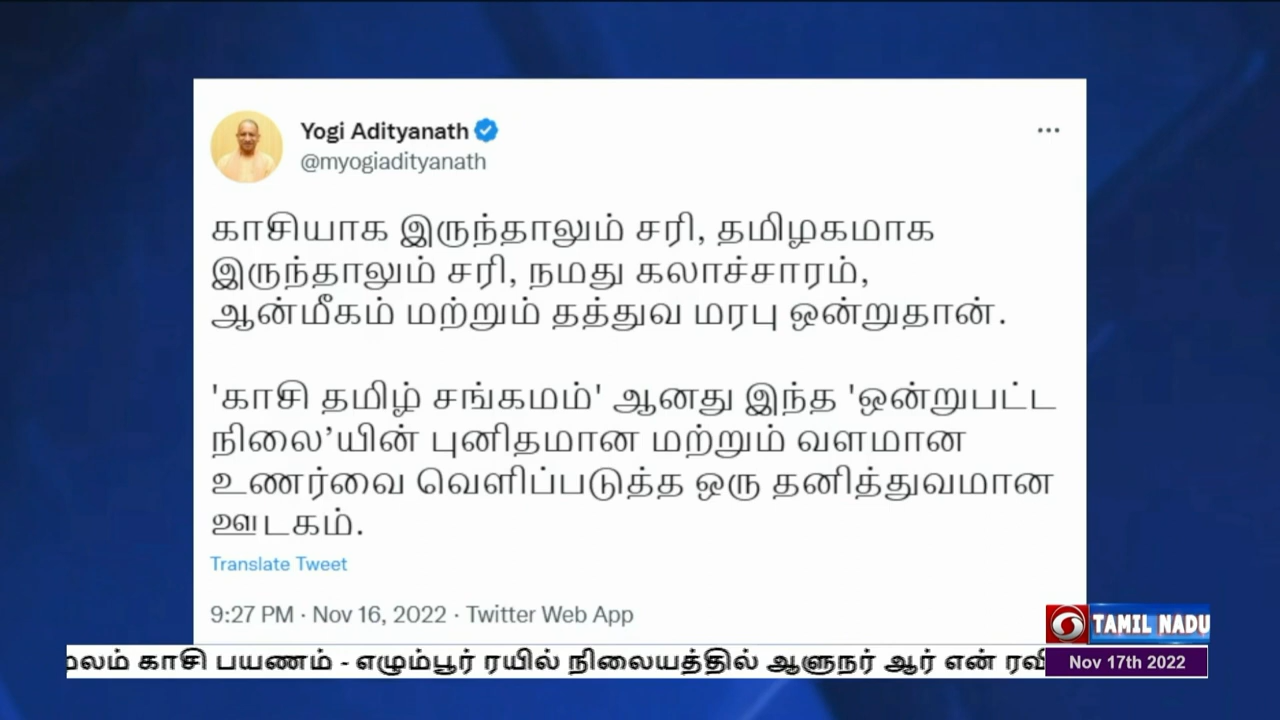 Yogi Adityanath
@myogiadityanath
காசியாக இருந்தாலும் சரி, தமிழகமாக
இருந்தாலும் சரி, நமது கலாச்சாரம்,
ஆன்மீகம் மற்றும் தத்துவ மரபு ஒன்றுதான்.
'காசி தமிழ் சங்கமம்' ஆனது இந்த 'ஒன்றுபட்ட
நிலை’யின் புனிதமான மற்றும் வளமான
உணர்வை வெளிப்படுத்த ஒரு தனித்துவமான
ஊடகம்.
Translate Tweet
9:27 PM · Nov 16, 2022 · Twitter Web App
TAMIL NADU
காசி பயணம் - எழும்பூர் ரயில் நிலையத்தில் ஆளுநர் ஆர் என்
Nov 17th 2022